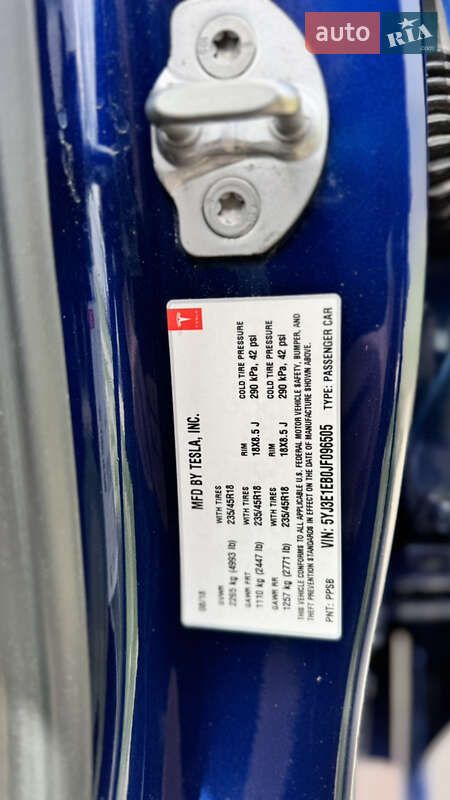 auto RIA
.com
TESLA
MFD BY TESLA, INC.
08/18
GVWR WITH TIRES COLD TIRE PRESSURE
2265 kg (4993 lb) 235/45R18 290 kPa, 42 psi
GAWR FRT WITH TIRES RIM COLD TIRE PRESSURE
1110 kg (2447 lb) 235/45R18 18X8.5 J 290 kPa, 42 psi
GAWR RR WITH TIRES RIM COLD TIRE PRESSURE
1257 kg (2771 lb) 235/45R18 18X8.5 J 290 kPa, 42 psi
THIS VEHICLE CONFORMS TO ALL APPLICABLE U.S. FEDERAL MOTOR VEHICLE SAFETY, BUMPER, AND
THEFT PREVENTION STANDARDS IN EFFECT ON THE DATE OF MANUFACTURE SHOWN ABOVE.
PNT: PPSB VIN: 5YJ3E1EB0JF096505 TYPE: PASSENGER CAR